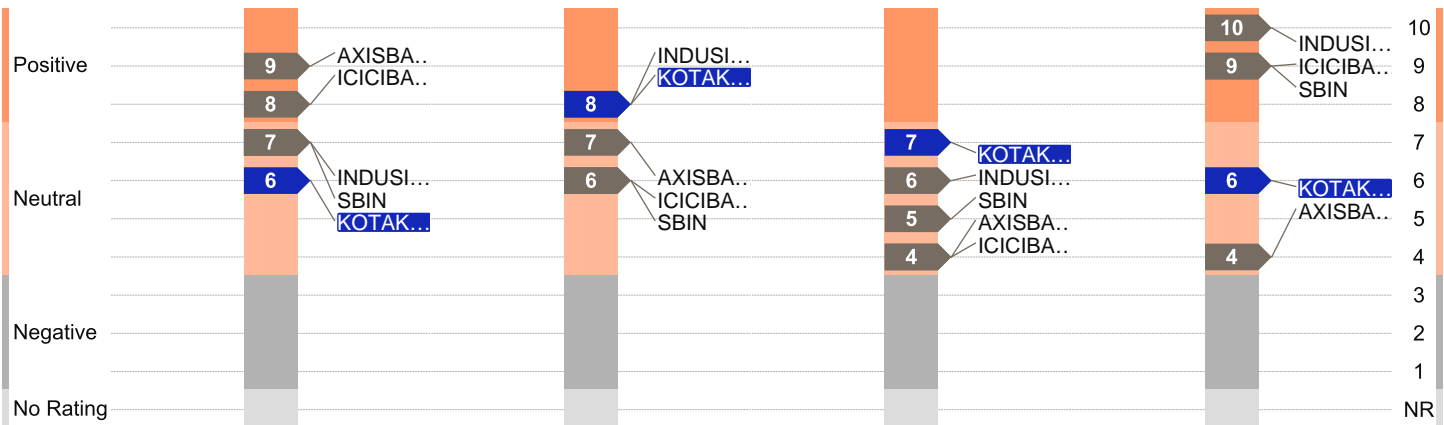 10
10
INDUSI...
Positive
9
AXISBA..
INDUSI...
9
ICICIBA..
9
ICICIBA..
KOTAK...
SBIN
8
8
8
7
7
7
7
KOTAK...
6
INDUSI...
6
AXISBA..
6
INDUSI...
6
KOTAK...
6
Neutral
SBIN
ICICIBA..
SBIN
AXISBA..
KOTAK...
SBIN
5
AXISBA..
5
ICICIBA..
4
4
4
3
Negative
2
1
No Rating
NR